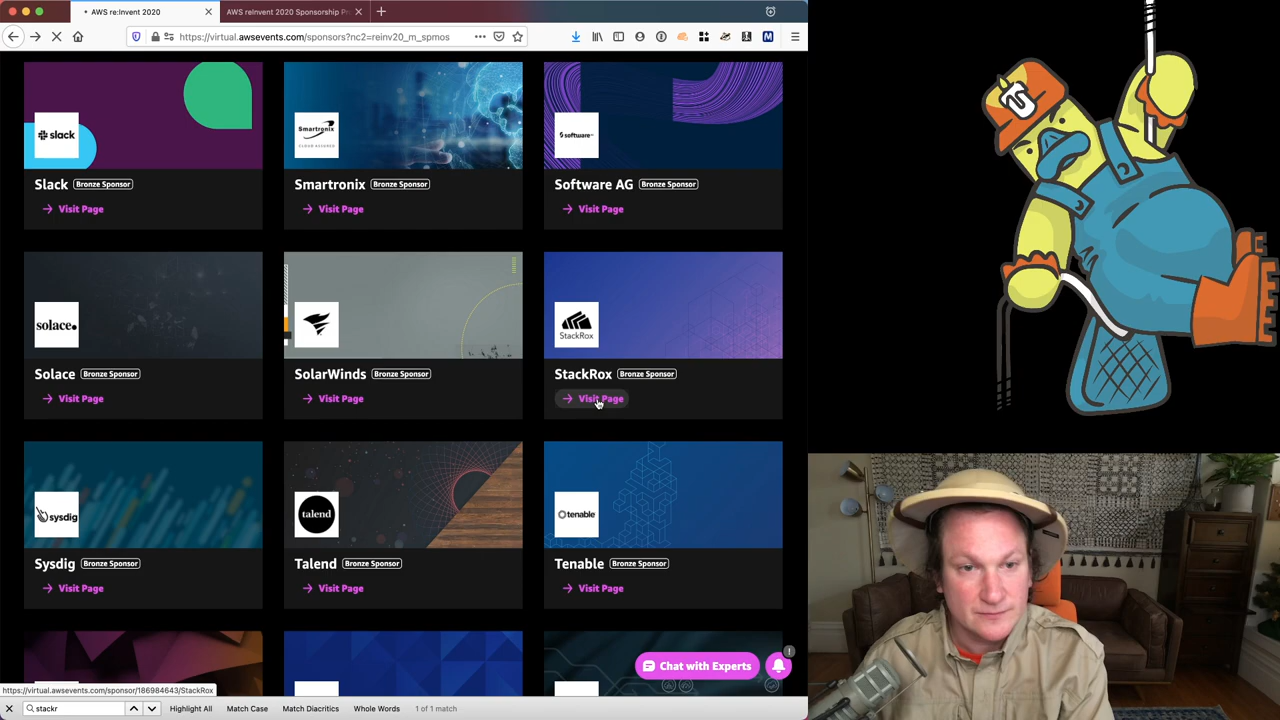 AWS re:Invent 2020
AWS reInvent 2020 Sponsorship Pr
https://virtual.awsevents.com/sponsors?nc2=reinv20_m_spmos
slack
Smartronix
CLOUD ASSURED
software
Slack Bronze Sponsor
Smartronix Bronze Sponsor
Software AG Bronze Sponsor
→ Visit Page
→ Visit Page
→ Visit Page
solace.
StackRox
Solace Bronze Sponsor
SolarWinds Bronze Sponsor
StackRox Bronze Sponsor
→ Visit Page
→ Visit Page
→ Visit Page
sysdig
talend
tenable
Sysdig Bronze Sponsor
Talend Bronze Sponsor
Tenable Bronze Sponsor
→ Visit Page
→ Visit Page
→ Visit Page
Chat with Experts
!
https://virtual.awsevents.com/sponsor/186984643/StackRox
stackr
Highlight All
Match Case
Match Diacritics
Whole Words
1 of 1 match